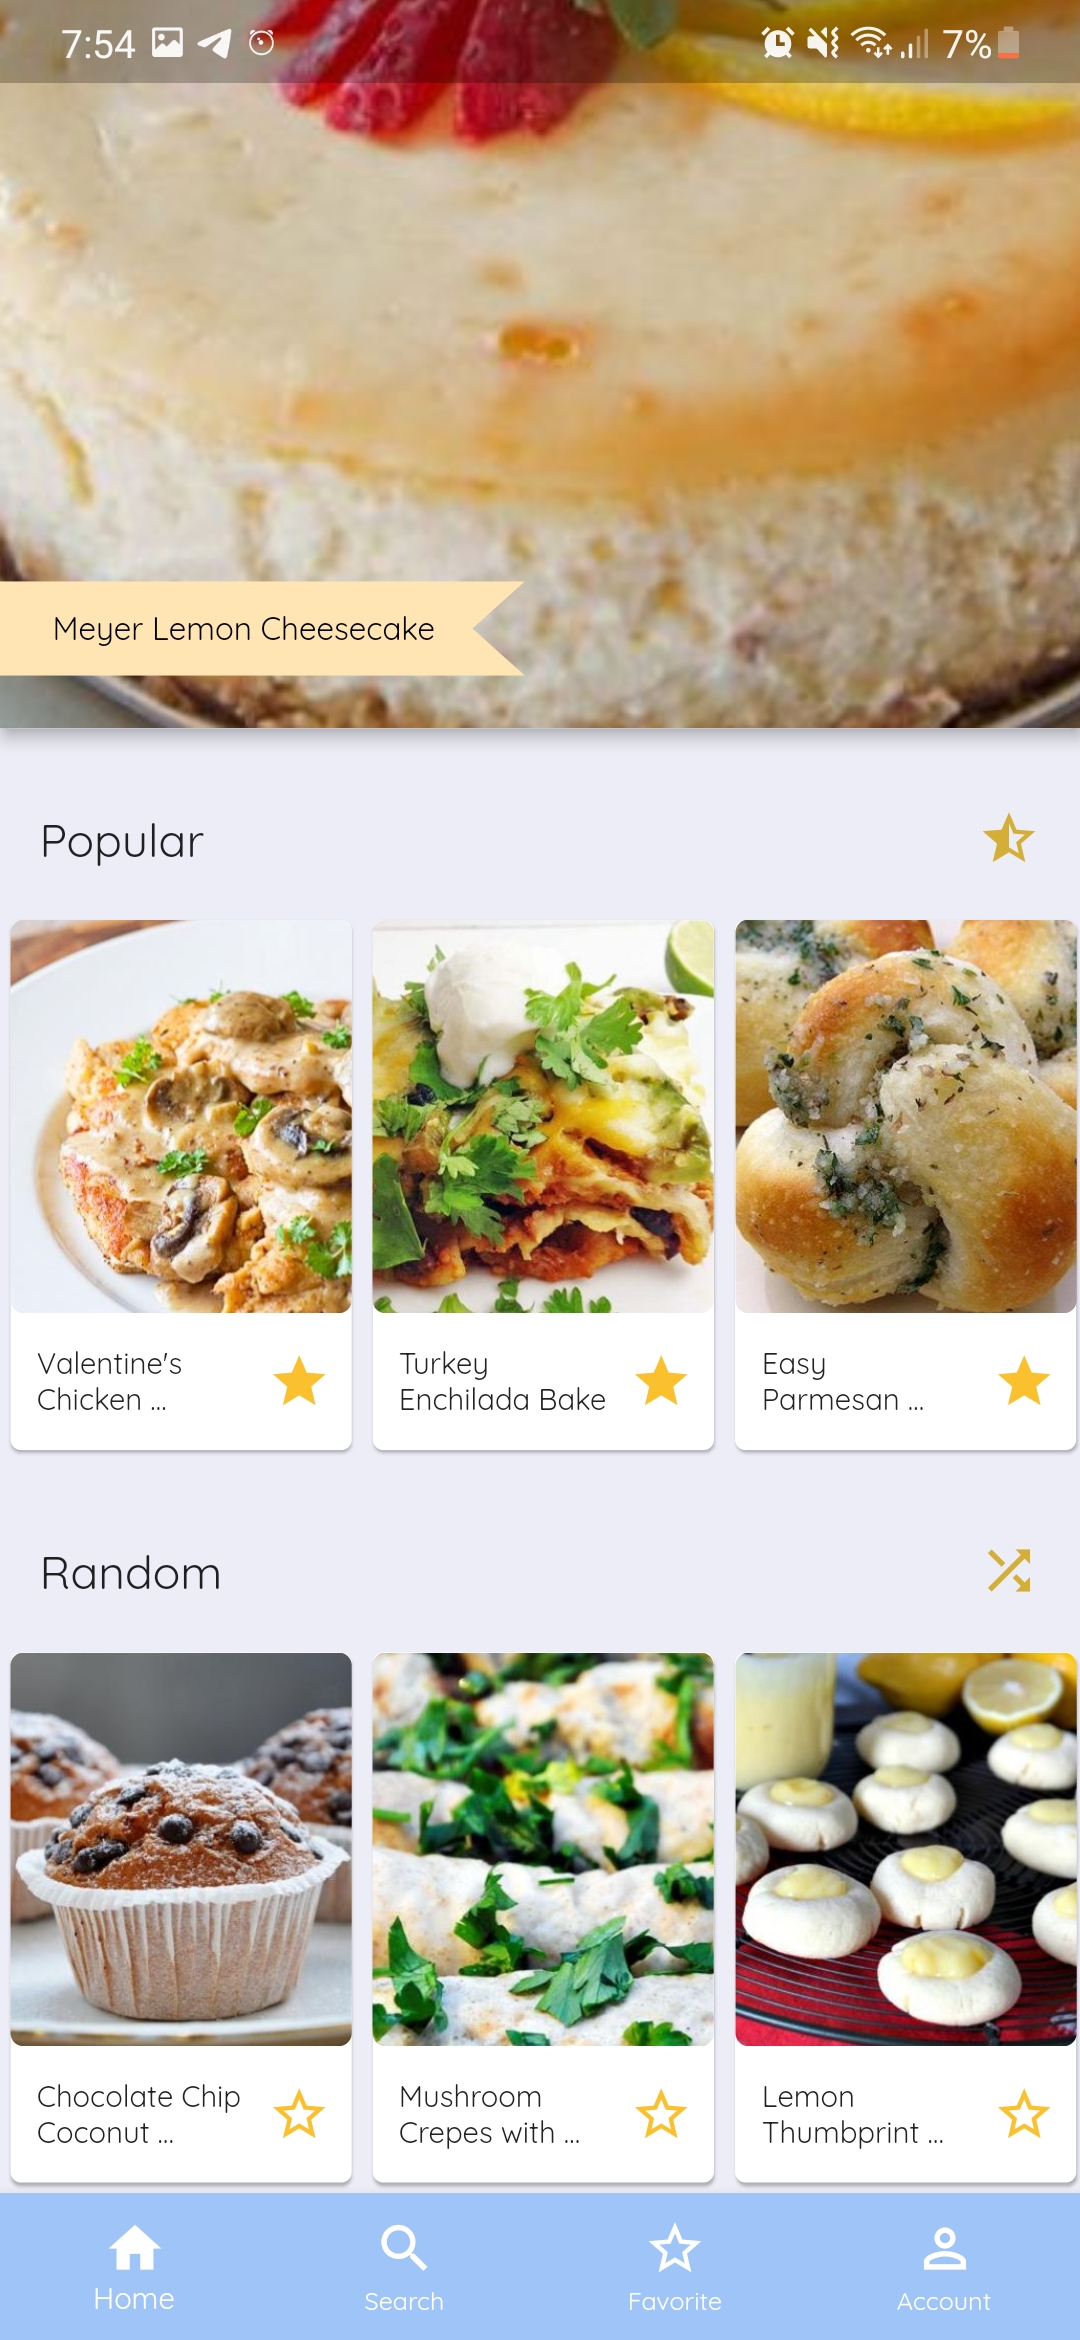 7:54
7%
Meyer Lemon Cheesecake
Popular
Valentine's
Chicken ...
Turkey
Enchilada Bake
Easy
Parmesan ...
Random
Chocolate Chip
Coconut ...
Mushroom
Crepes with ...
Lemon
Thumbprint ...
Home
Search
Favorite
Account